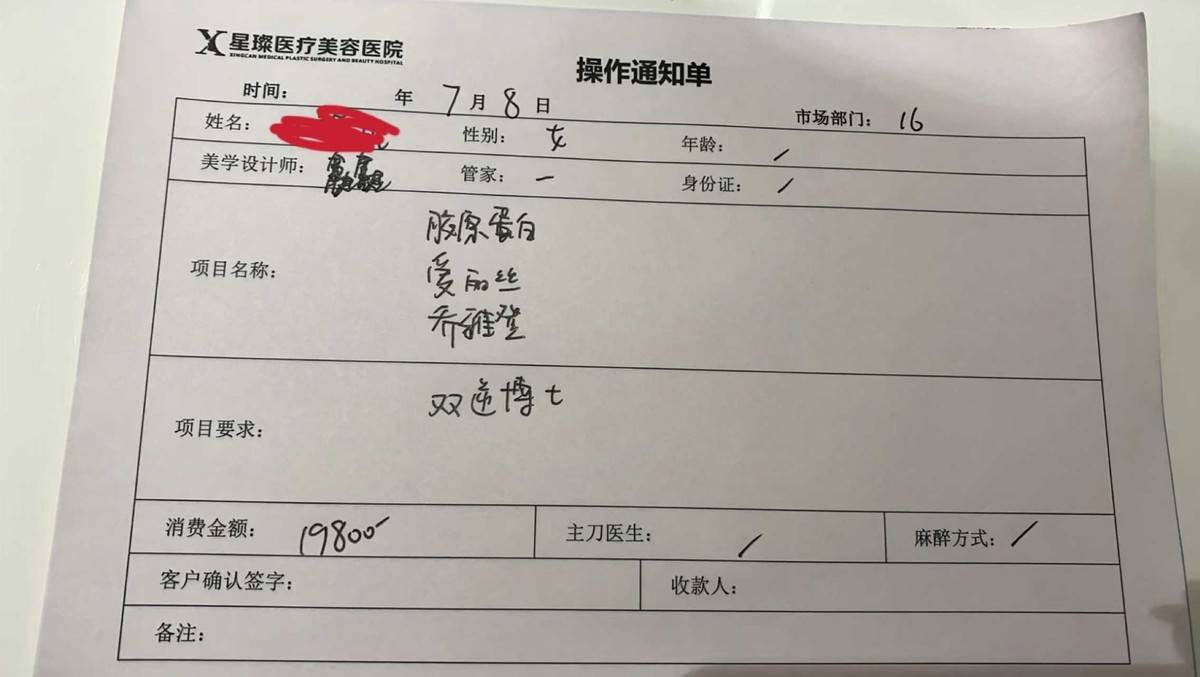 星璨医疗美容医院
XINGCAN MEDICAL PLASTIC SURGERY AND BEAUTY HOSPITAL
操作通知单
时间： 年 7月8日 市场部门： 16
姓名： 性别： 女 年龄： /
美学设计师： 管家： 一 身份证： /
项目名称：
胶原蛋白
爱丽丝
乔雅登
项目要求：
双逆博士
消费金额： 19800 主刀医生： / 麻醉方式： /
客户确认签字： 收款人：
备注：